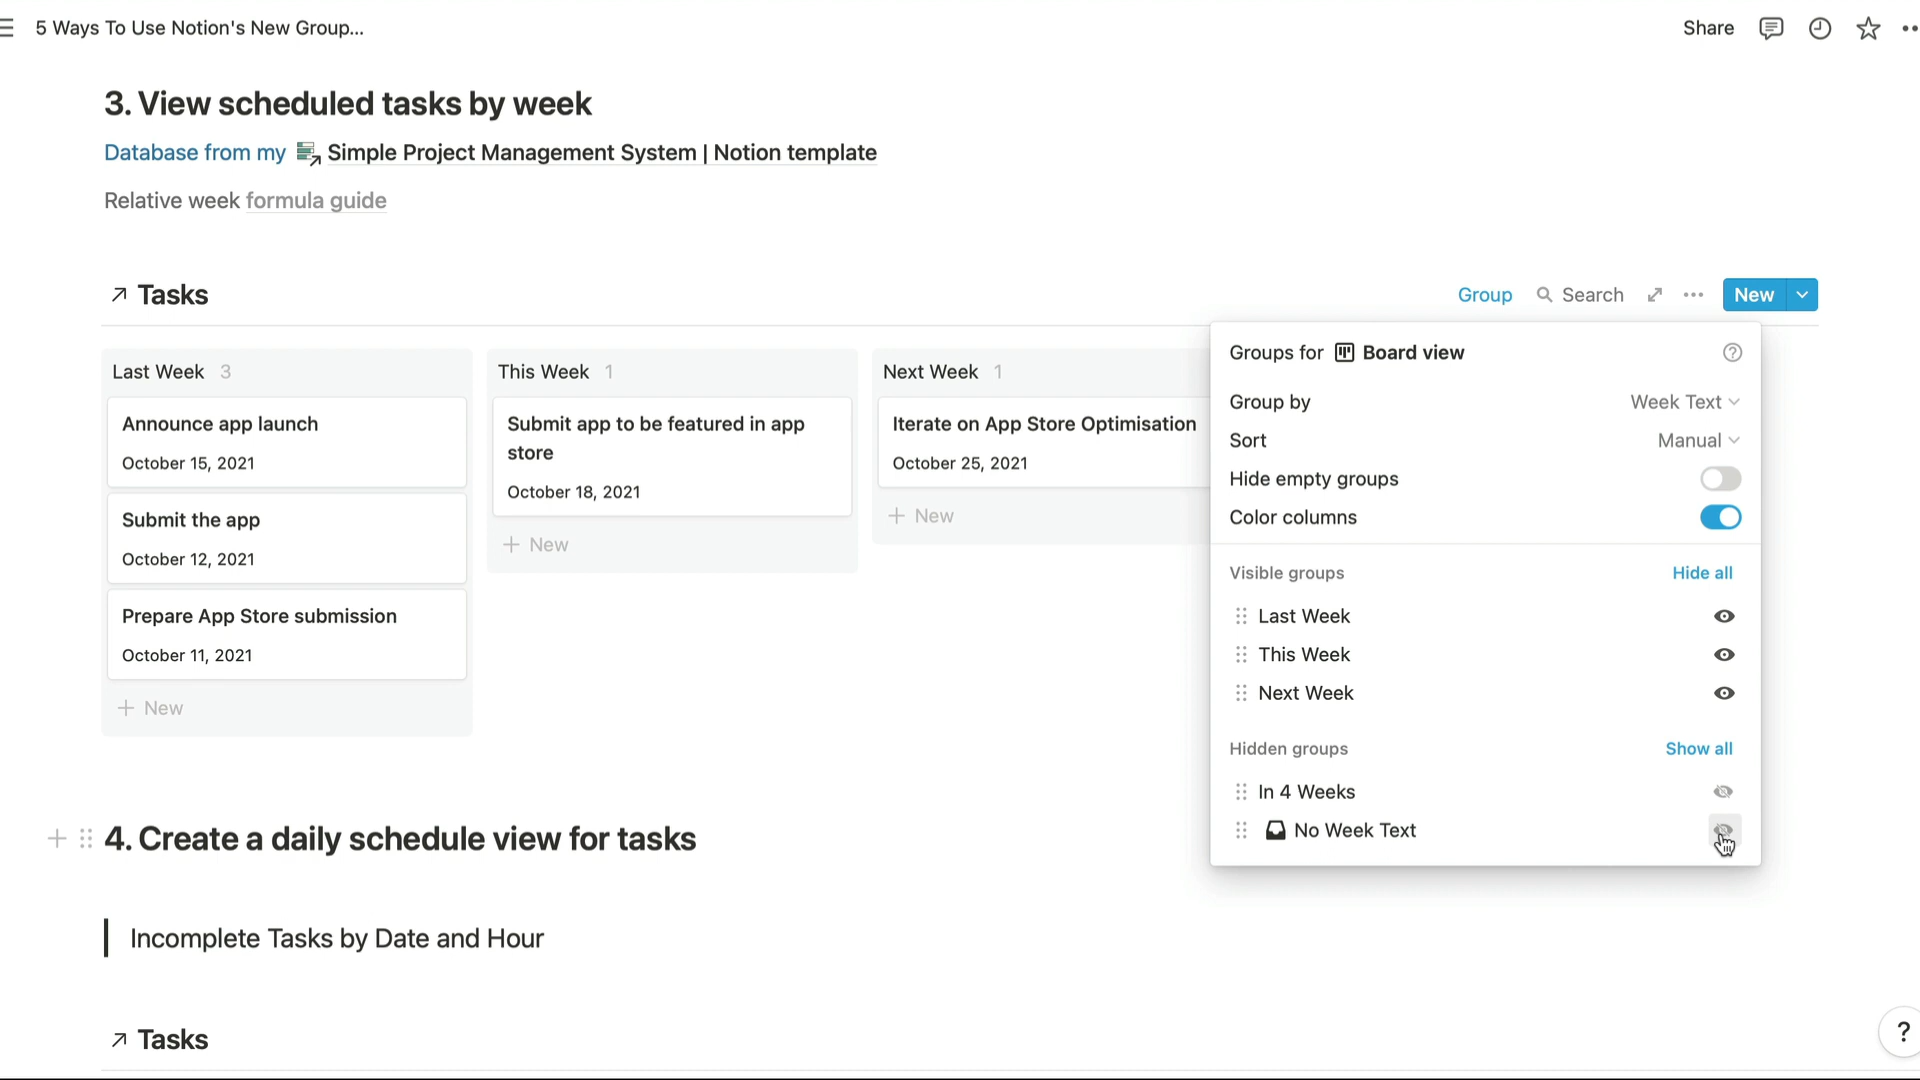 5 Ways To Use Notion's New Group...
Share
3. View scheduled tasks by week
Database from my Simple Project Management System | Notion template
Relative week formula guide
Tasks
Group
Search
New
Last Week 3
Announce app launch
October 15, 2021
Submit the app
October 12, 2021
Prepare App Store submission
October 11, 2021
+ New
This Week 1
Submit app to be featured in app
store
October 18, 2021
+ New
Next Week 1
Iterate on App Store Optimisation
October 25, 2021
+ New
Groups for Board view
?
Group by Week Text
Sort Manual
Hide empty groups
Color columns
Visible groups Hide all
Last Week
This Week
Next Week
Hidden groups Show all
In 4 Weeks
No Week Text
4. Create a daily schedule view for tasks
Incomplete Tasks by Date and Hour
Tasks
?